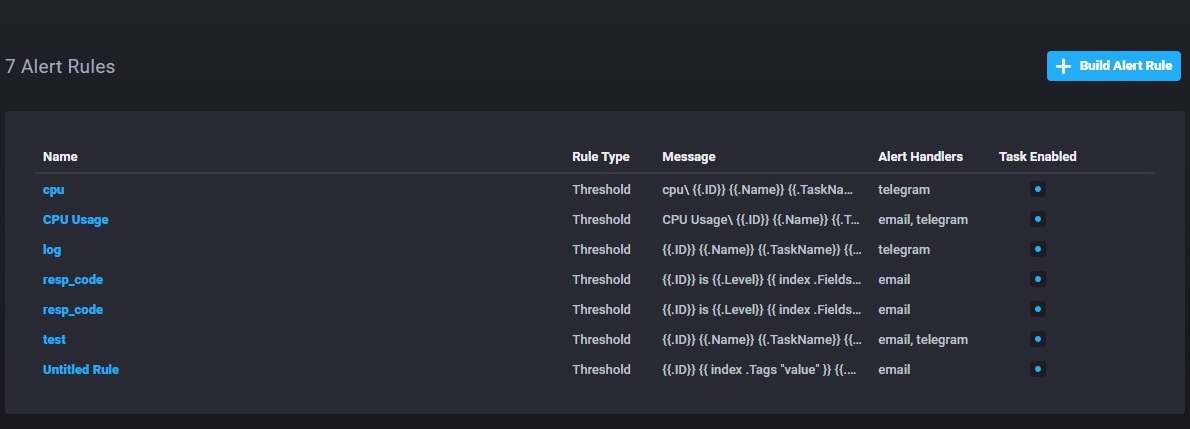 7 Alert Rules
Build Alert Rule
Name Rule Type Message Alert Handlers Task Enabled
cpu Threshold cpu\ {{.ID}} {{.Name}} {{.TaskNa... telegram
CPU Usage Threshold CPU Usage\ {{.ID}} {{.Name}} {{.T... email, telegram
log Threshold {{.ID}} {{.Name}} {{.TaskName}} {{... telegram
resp_code Threshold {{.ID}} is {{.Level}} {{ index .Fields... email
resp_code Threshold {{.ID}} is {{.Level}} {{ index .Fields... email
test Threshold {{.ID}} {{.Name}} {{.TaskName}} {{... email, telegram
Untitled Rule Threshold {{.ID}} {{ index .Tags "value" }} {{.... email